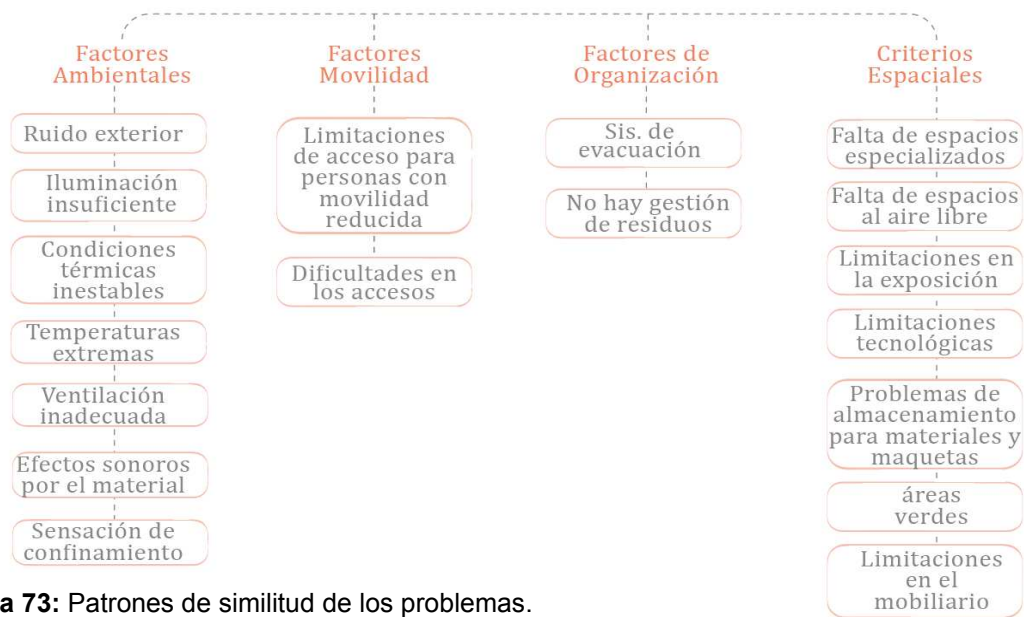 Factores
Ambientales
Ruido exterior
Iluminación
insuficiente
Condiciones
térmicas
inestables
Temperaturas
extremas
Ventilación
inadecuada
Efectos sonoros
por el material
Sensación de
confinamiento
Factores
Movilidad
Limitaciones
de acceso para
personas con
movilidad
reducida
Dificultades en
los accesos
Factores de
Organización
Sis. de
evacuación
No hay gestión
de residuos
Criterios
Espaciales
Falta de espacios
especializados
Falta de espacios
al aire libre
Limitaciones en
la exposición
Limitaciones
tecnológicas
Problemas de
almacenamiento
para materiales y
maquetas
áreas
verdes
Limitaciones
en el
mobiliario
a 73: Patrones de similitud de los problemas.